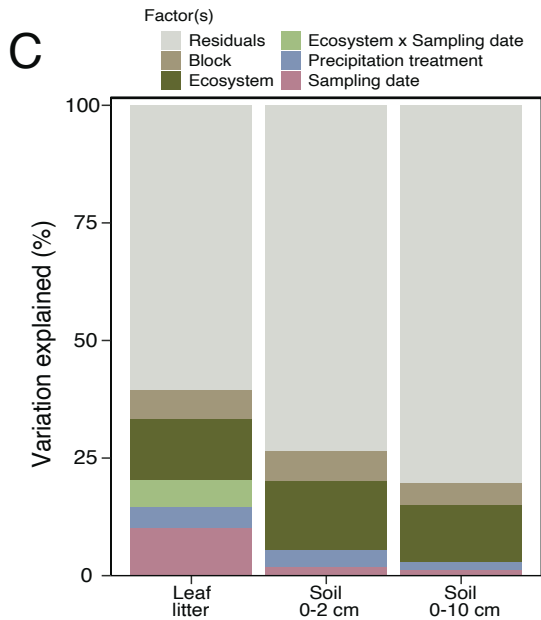 C
Factor(s)
Residuals
Block
Ecosystem
Ecosystem x Sampling date
Precipitation treatment
Sampling date
Variation explained (%)
100
75
50
25
0
Leaf
litter
Soil
0-2 cm
Soil
0-10 cm